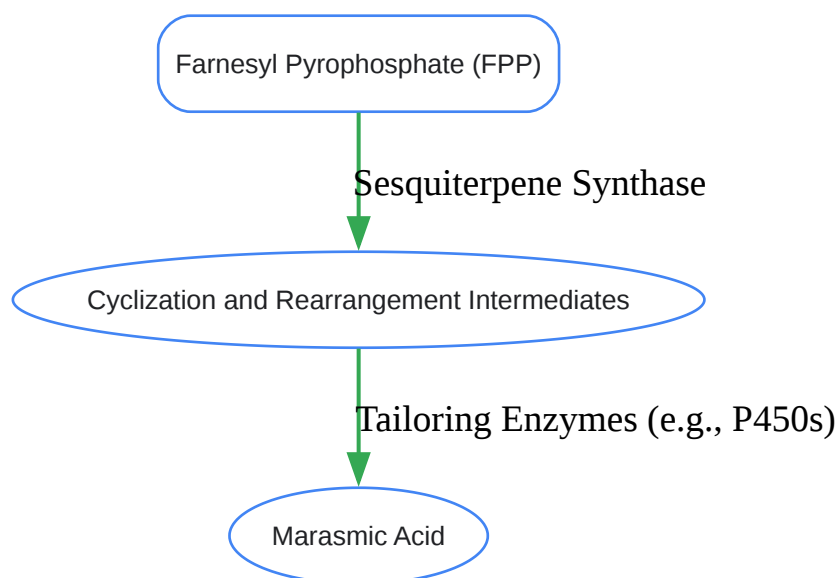 Farnesyl Pyrophosphate (FPP)
Sesquiterpene Synthase
Cyclization and Rearrangement Intermediates
Tailoring Enzymes (e.g., P450s)
Marasmic Acid